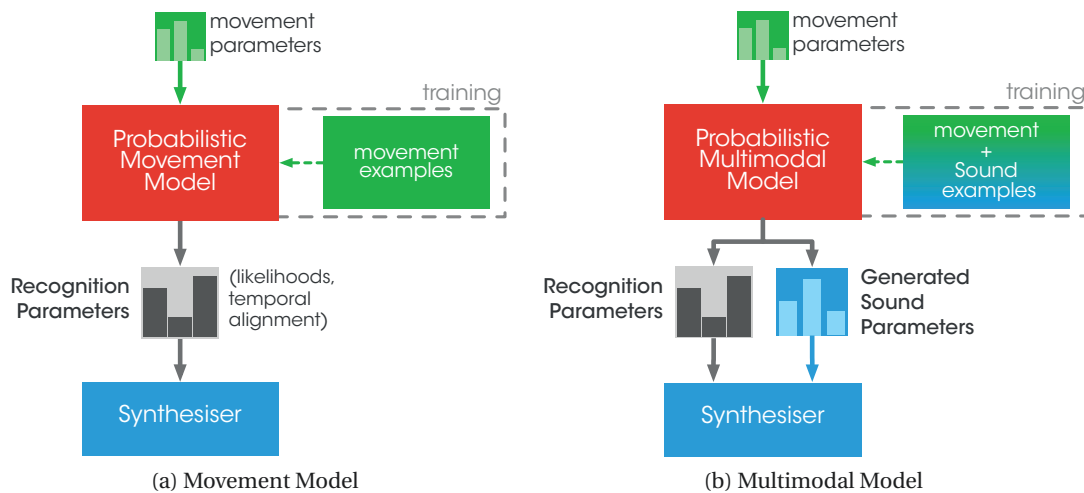 movement
parameters
training
Probabilistic
Movement
Model
movement
examples
Recognition
Parameters
(likelihoods,
temporal
alignment)
Synthesiser
(a) Movement Model
movement
parameters
training
Probabilistic
Multimodal
Model
movement
+
Sound
examples
Recognition
Parameters
Generated
Sound
Parameters
Synthesiser
(b) Multimodal Model